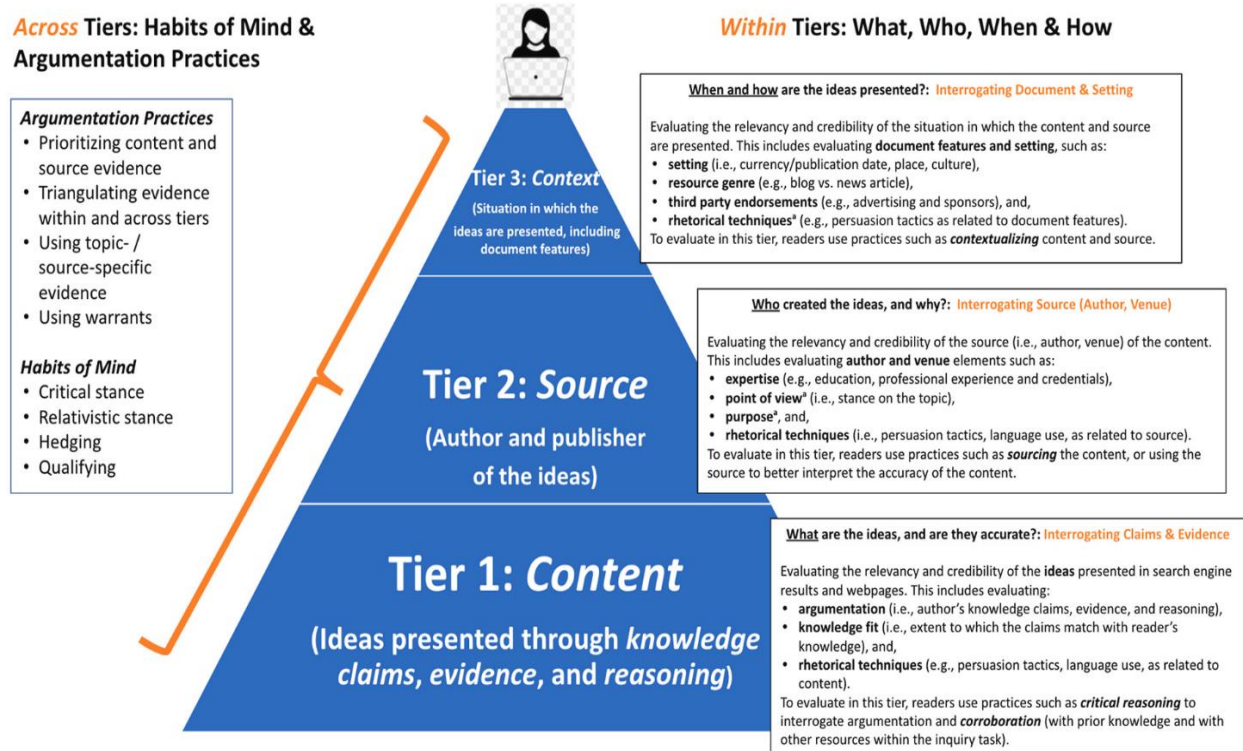 Across Tiers: Habits of Mind &
Argumentation Practices
Argumentation Practices
• Prioritizing content and
source evidence
• Triangulating evidence
within and across tiers
• Using topic- /
source-specific
evidence
• Using warrants
Habits of Mind
• Critical stance
• Relativistic stance
• Hedging
• Qualifying
Tier 3: Context
(Situation in which the
ideas are presented, including
document features)
Tier 2: Source
(Author and publisher
of the ideas)
Tier 1: Content
(Ideas presented through knowledge
claims, evidence, and reasoning)
Within Tiers: What, Who, When & How
When and how are the ideas presented?: Interrogating Document & Setting
Evaluating the relevancy and credibility of the situation in which the content and source
are presented. This includes evaluating document features and setting, such as:
• setting (i.e., currency/publication date, place, culture),
• resource genre (e.g., blog vs. news article),
• third party endorsements (e.g., advertising and sponsors), and,
• rhetorical techniquesª (e.g., persuasion tactics as related to document features).
To evaluate in this tier, readers use practices such as contextualizing content and source.
Who created the ideas, and why?: Interrogating Source (Author, Venue)
Evaluating the relevancy and credibility of the source (i.e., author, venue) of the content.
This includes evaluating author and venue elements such as:
• expertise (e.g., education, professional experience and credentials),
• point of viewª (i.e., stance on the topic),
• purposeª, and,
• rhetorical techniques (i.e., persuasion tactics, language use, as related to source).
To evaluate in this tier, readers use practices such as sourcing the content, or using the
source to better interpret the accuracy of the content.
What are the ideas, and are they accurate?: Interrogating Claims & Evidence
Evaluating the relevancy and credibility of the ideas presented in search engine
results and webpages. This includes evaluating:
• argumentation (i.e., author's knowledge claims, evidence, and reasoning),
• knowledge fit (i.e., extent to which the claims match with reader's
knowledge), and,
• rhetorical techniques (e.g., persuasion tactics, language use, as related to
content).
To evaluate in this tier, readers use practices such as critical reasoning to
interrogate argumentation and corroboration (with prior knowledge and with
other resources within the inquiry task).